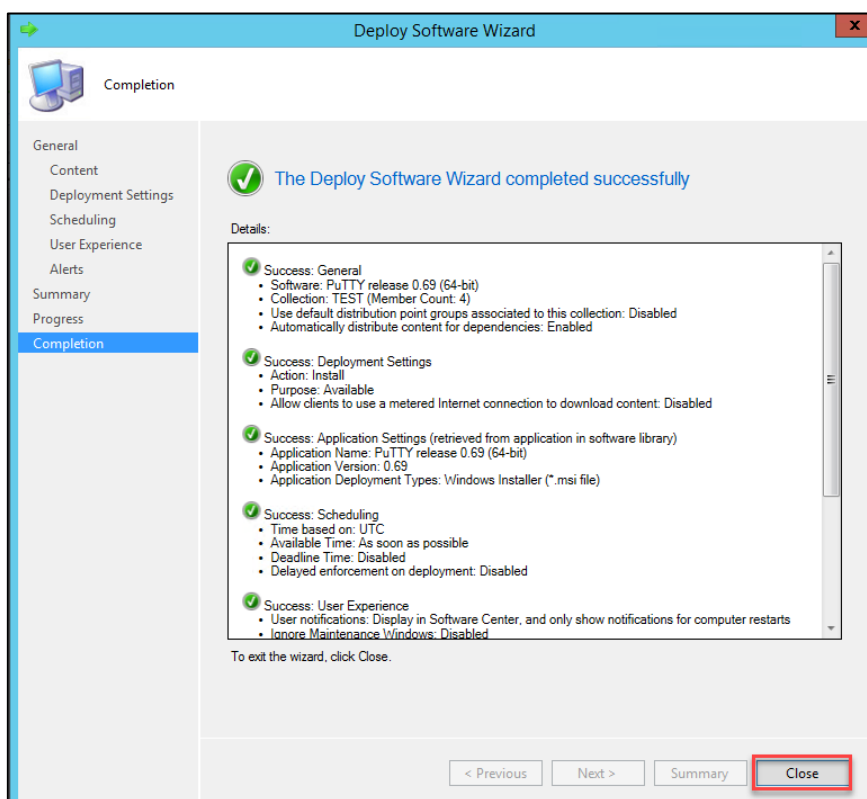 Deploy Software Wizard
x
Completion
General
Content
Deployment Settings
Scheduling
User Experience
Alerts
Summary
Progress
Completion
The Deploy Software Wizard completed successfully
Details:
Success: General
• Software: PuTTY release 0.69 (64-bit)
• Collection: TEST (Member Count: 4)
• Use default distribution point groups associated to this collection: Disabled
• Automatically distribute content for dependencies: Enabled
Success: Deployment Settings
• Action: Install
• Purpose: Available
• Allow clients to use a metered Internet connection to download content: Disabled
Success: Application Settings (retrieved from application in software library)
• Application Name: PuTTY release 0.69 (64-bit)
• Application Version: 0.69
• Application Deployment Types: Windows Installer (*.msi file)
Success: Scheduling
• Time based on: UTC
• Available Time: As soon as possible
• Deadline Time: Disabled
• Delayed enforcement on deployment: Disabled
Success: User Experience
• User notifications: Display in Software Center, and only show notifications for computer restarts
• Ignore Maintenance Windows: Disabled
To exit the wizard, click Close.
< Previous Next > Summary Close